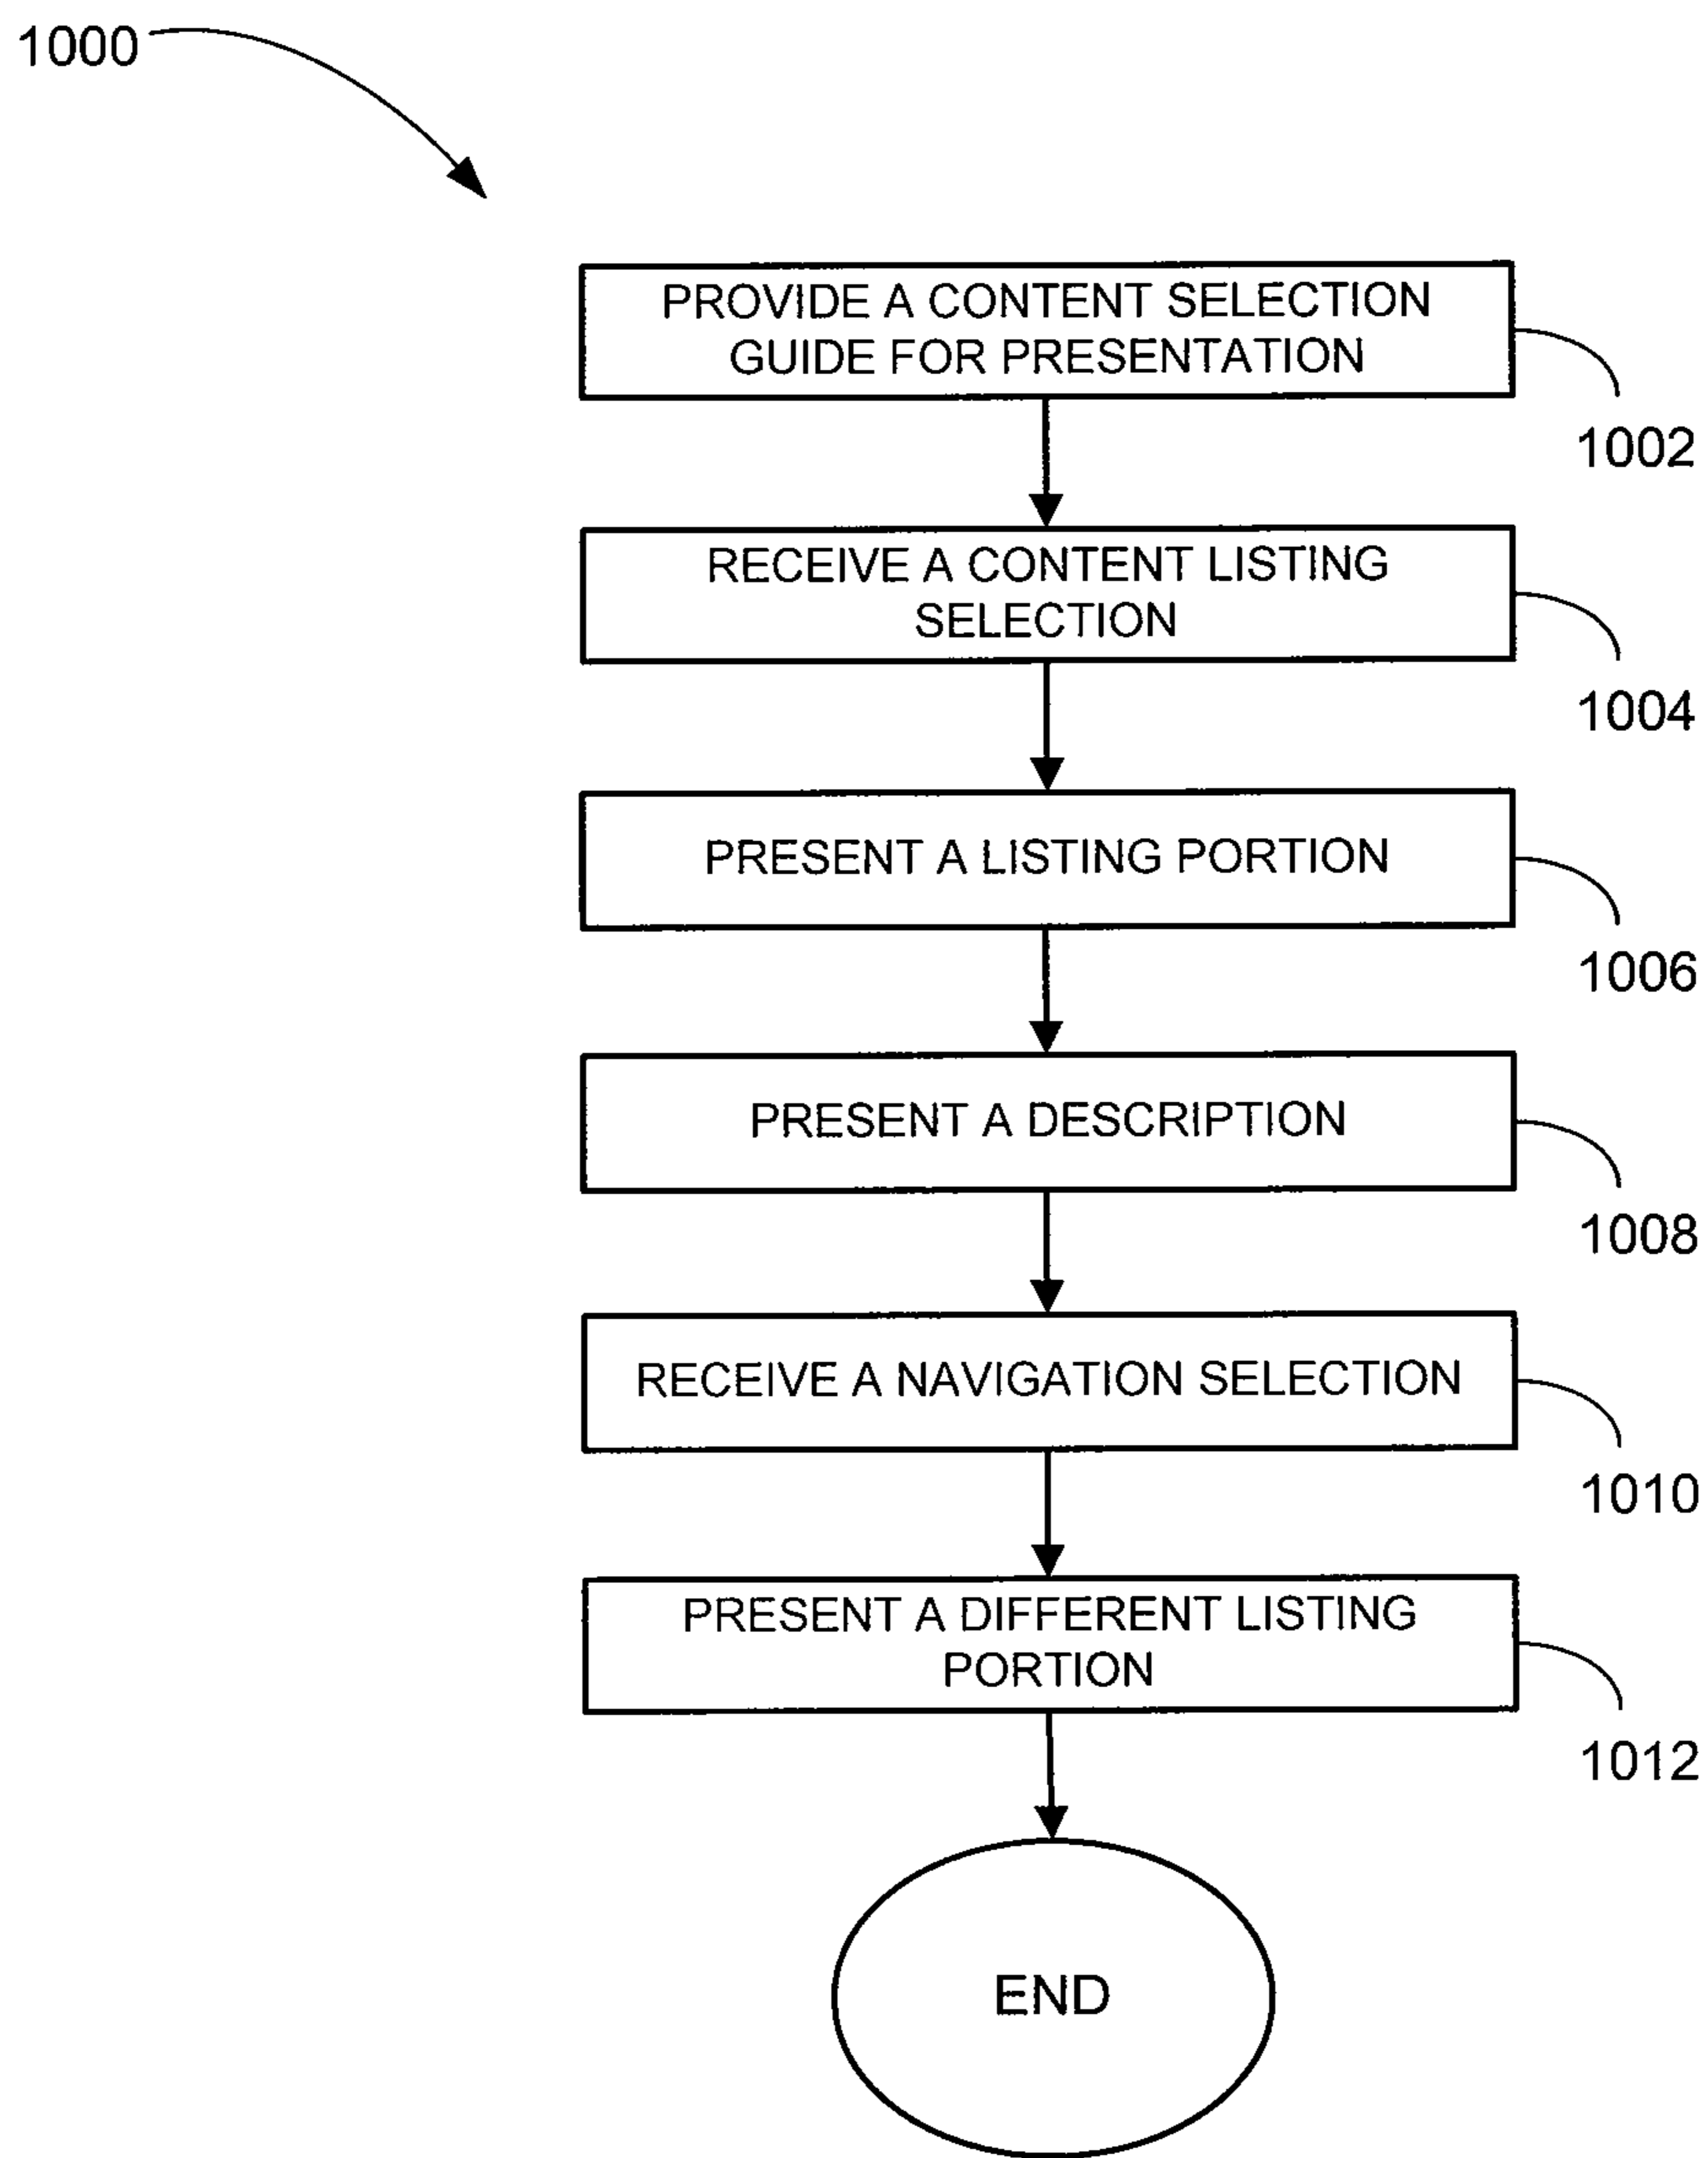 1000
PROVIDE A CONTENT SELECTION
GUIDE FOR PRESENTATION
1002
RECEIVE A CONTENT LISTING
SELECTION
1004
PRESENT A LISTING PORTION
1006
PRESENT A DESCRIPTION
1008
RECEIVE A NAVIGATION SELECTION
1010
PRESENT A DIFFERENT LISTING
PORTION
1012
END